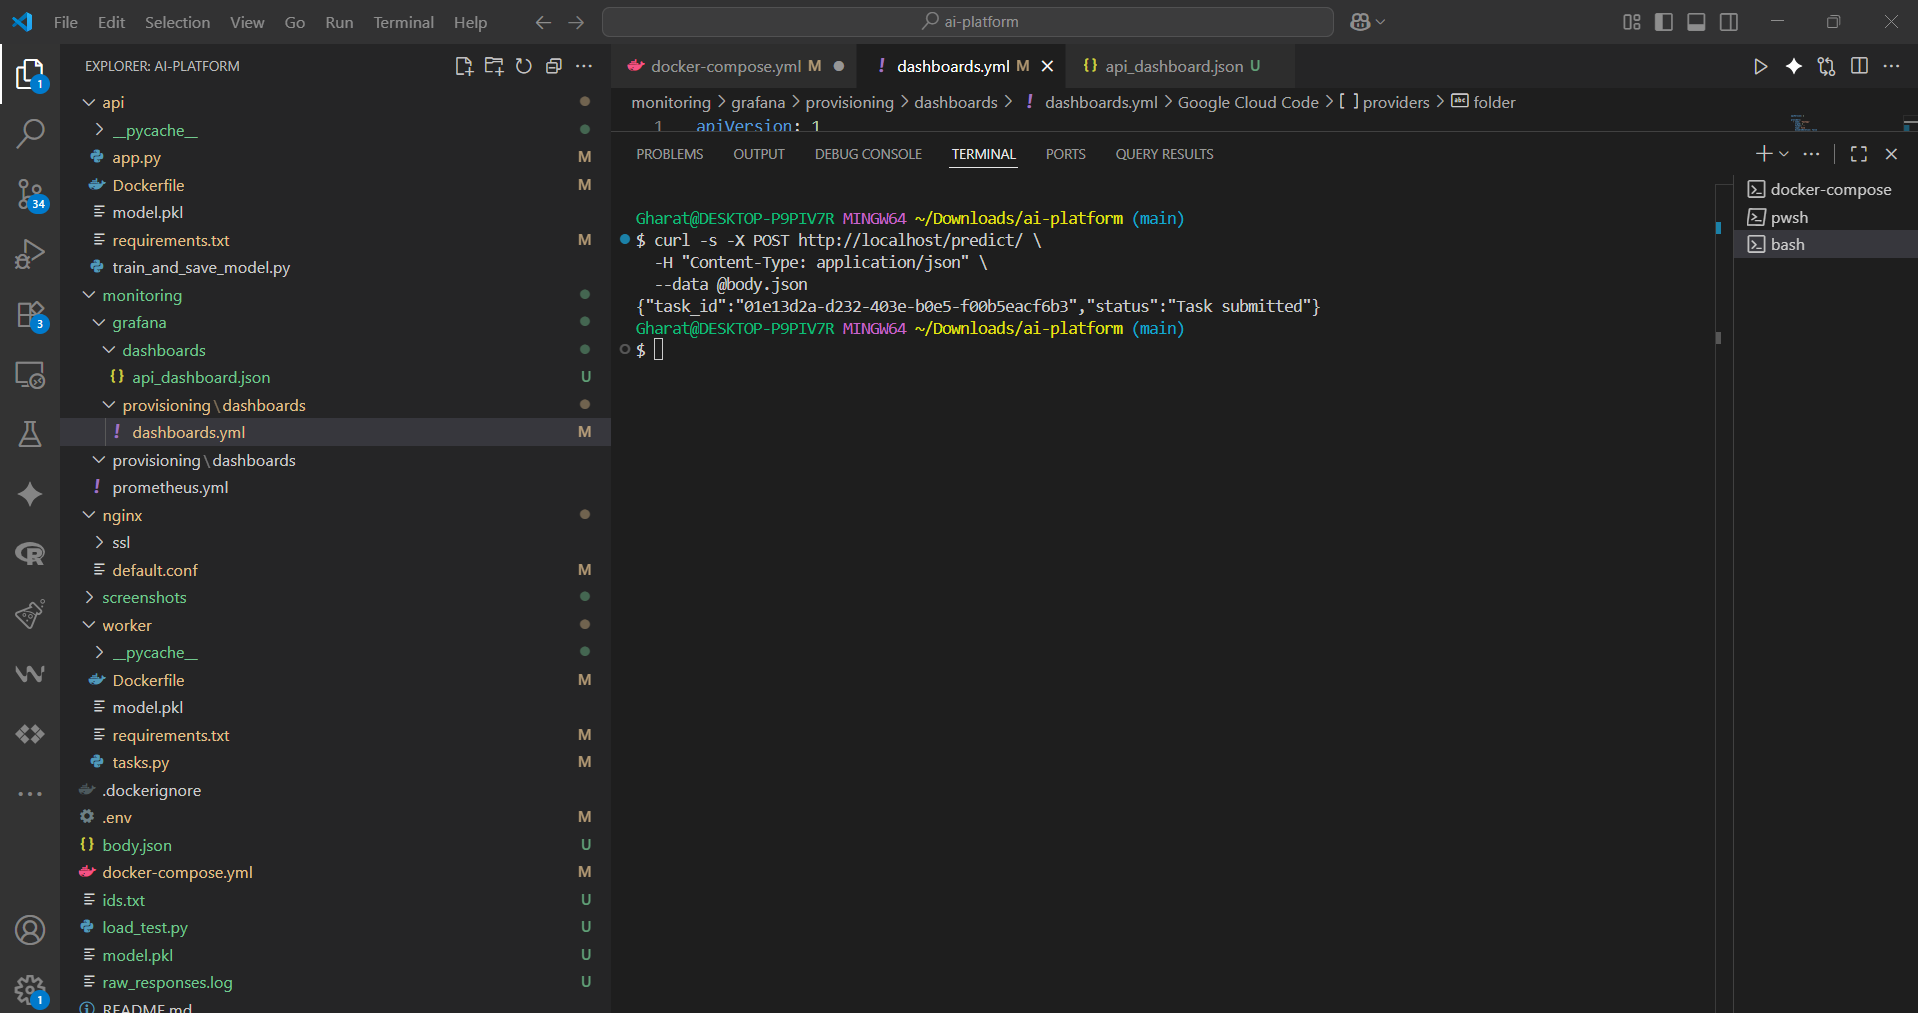 File Edit Selection View Go Run Terminal Help
ai-platform
EXPLORER: AI-PLATFORM
api
__pycache__
app.py M
Dockerfile M
model.pkl
requirements.txt M
train_and_save_model.py
monitoring
grafana
dashboards
api_dashboard.json U
provisioning\dashboards
dashboards.yml M
provisioning\dashboards
prometheus.yml
nginx
ssl
default.conf M
screenshots
worker
__pycache__
Dockerfile M
model.pkl
requirements.txt M
tasks.py M
.dockerignore
.env M
body.json U
docker-compose.yml M
ids.txt U
load_test.py U
model.pkl U
raw_responses.log U
README.md
1
34
3
1
docker-compose.yml M
dashboards.yml M
api_dashboard.json U
monitoring > grafana > provisioning > dashboards > dashboards.yml > Google Cloud Code > [ ] providers > abc folder
1 apiVersion: 1
PROBLEMS OUTPUT DEBUG CONSOLE TERMINAL PORTS QUERY RESULTS
Gharat@DESKTOP-P9PIV7R MINGW64 ~/Downloads/ai-platform (main)
$ curl -s -X POST http://localhost/predict/ \
-H "Content-Type: application/json" \
--data @body.json
{"task_id":"01e13d2a-d232-403e-b0e5-f00b5eacf6b3","status":"Task submitted"}
Gharat@DESKTOP-P9PIV7R MINGW64 ~/Downloads/ai-platform (main)
$
docker-compose
pwsh
bash